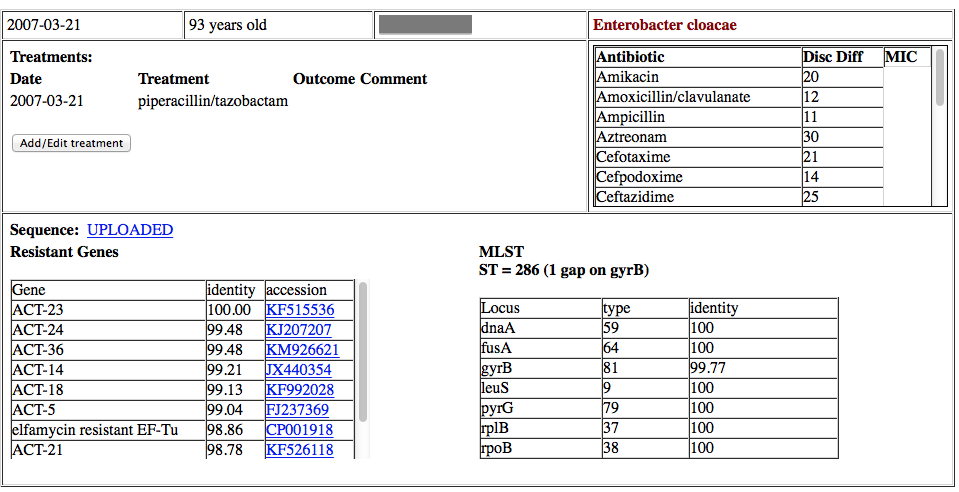 2007-03-21 93 years old Enterobacter cloacae
Treatments:
Date Treatment Outcome Comment
2007-03-21 piperacillin/tazobactam
Add/Edit treatment
Antibiotic Disc Diff MIC
Amikacin 20
Amoxicillin/clavulanate 12
Ampicillin 11
Aztreonam 30
Cefotaxime 21
Cefpodoxime 14
Ceftazidime 25
Sequence: UPLOADED
Resistant Genes
Gene identity accession
ACT-23 100.00 KF515536
ACT-24 99.48 KJ207207
ACT-36 99.48 KM926621
ACT-14 99.21 JX440354
ACT-18 99.13 KF992028
ACT-5 99.04 FJ237369
elfamycin resistant EF-Tu 98.86 CP001918
ACT-21 98.78 KF526118
MLST
ST = 286 (1 gap on gyrB)
Locus type identity
dnaA 59 100
fusA 64 100
gyrB 81 99.77
leuS 9 100
pyrG 79 100
rplB 37 100
rpoB 38 100